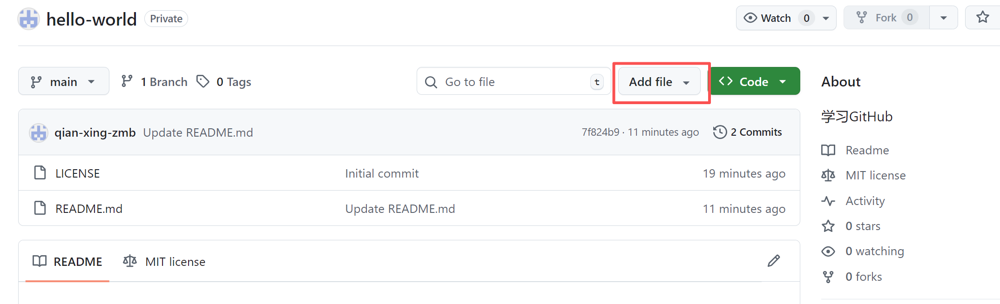 hello-world Private Watch 0 Fork 0
main 1 Branch 0 Tags Go to file t Add file Code
qian-xing-zmb Update README.md 7f824b9 · 11 minutes ago 2 Commits
LICENSE Initial commit 19 minutes ago
README.md Update README.md 11 minutes ago
README MIT license
About
学习GitHub
Readme
MIT license
Activity
0 stars
0 watching
0 forks